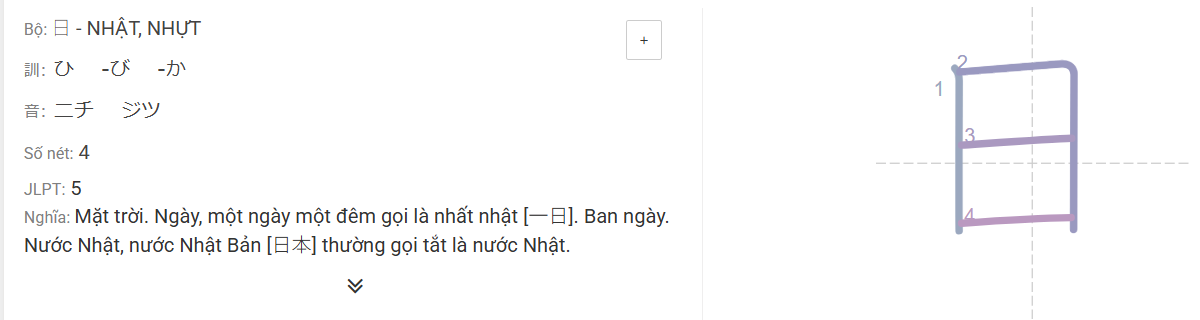 Bộ: 日 - NHẬT, NHỰT
+
訓: ひ -び -か
音: ニチ ジツ
Số nét: 4
JLPT: 5
Nghĩa: Mặt trời. Ngày, một ngày một đêm gọi là nhất nhật [一日]. Ban ngày.
Nước Nhật, nước Nhật Bản [日本] thường gọi tắt là nước Nhật.
日
1
2
3
4